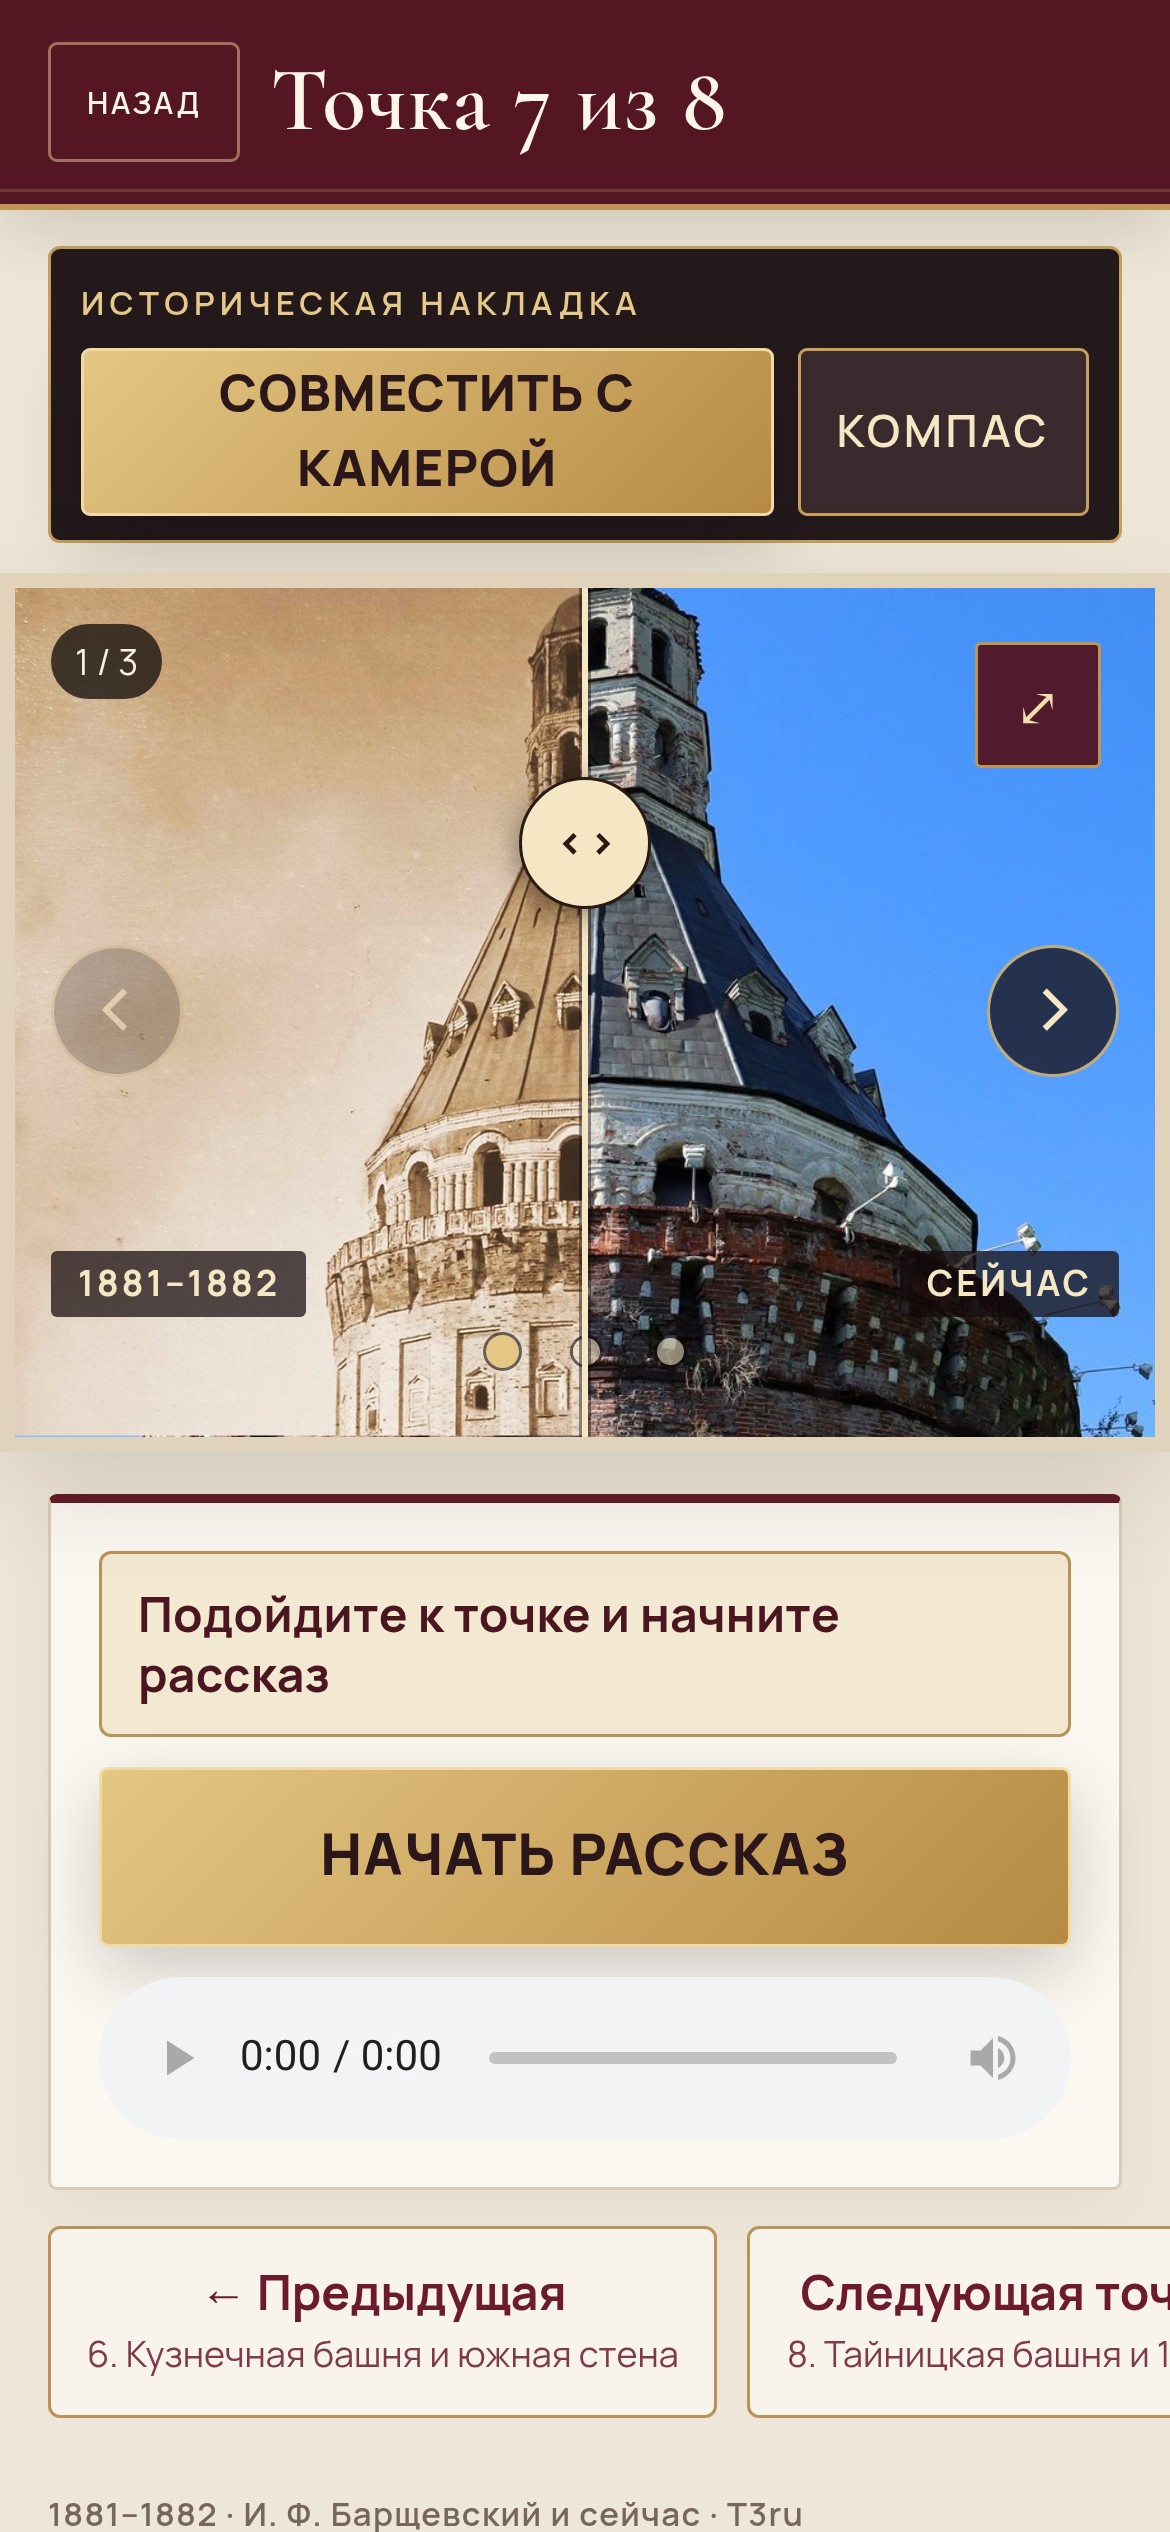 НАЗАД
Точка 7 из 8
ИСТОРИЧЕСКАЯ НАКЛАДКА
СОВМЕСТИТЬ С
КАМЕРОЙ
КОМПАС
1 / 3
1881–1882
СЕЙЧАС
Подойдите к точке и начните
рассказ
НАЧАТЬ РАССКАЗ
0:00 / 0:00
← Предыдущая
6. Кузнечная башня и южная стена
Следующая точ
8. Тайницкая башня и 1
1881–1882 · И. Ф. Барщевский и сейчас · T3ru